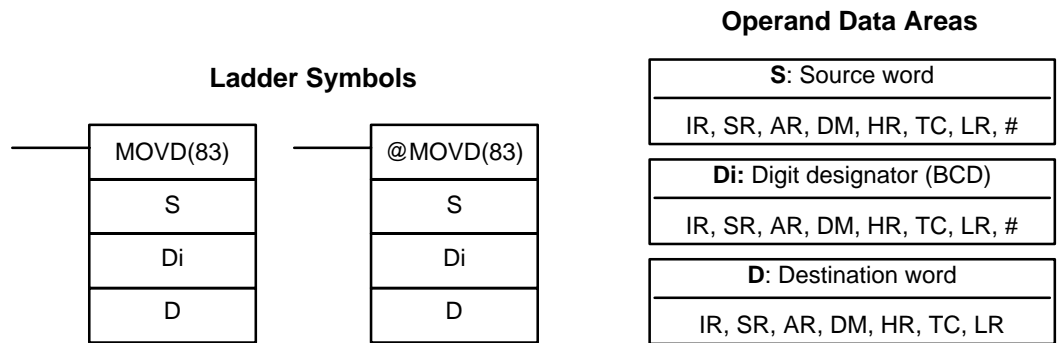 Ladder Symbols
MOVD(83)
S
Di
D
@MOVD(83)
S
Di
D
Operand Data Areas
S: Source word
IR, SR, AR, DM, HR, TC, LR, #
Di: Digit designator (BCD)
IR, SR, AR, DM, HR, TC, LR, #
D: Destination word
IR, SR, AR, DM, HR, TC, LR